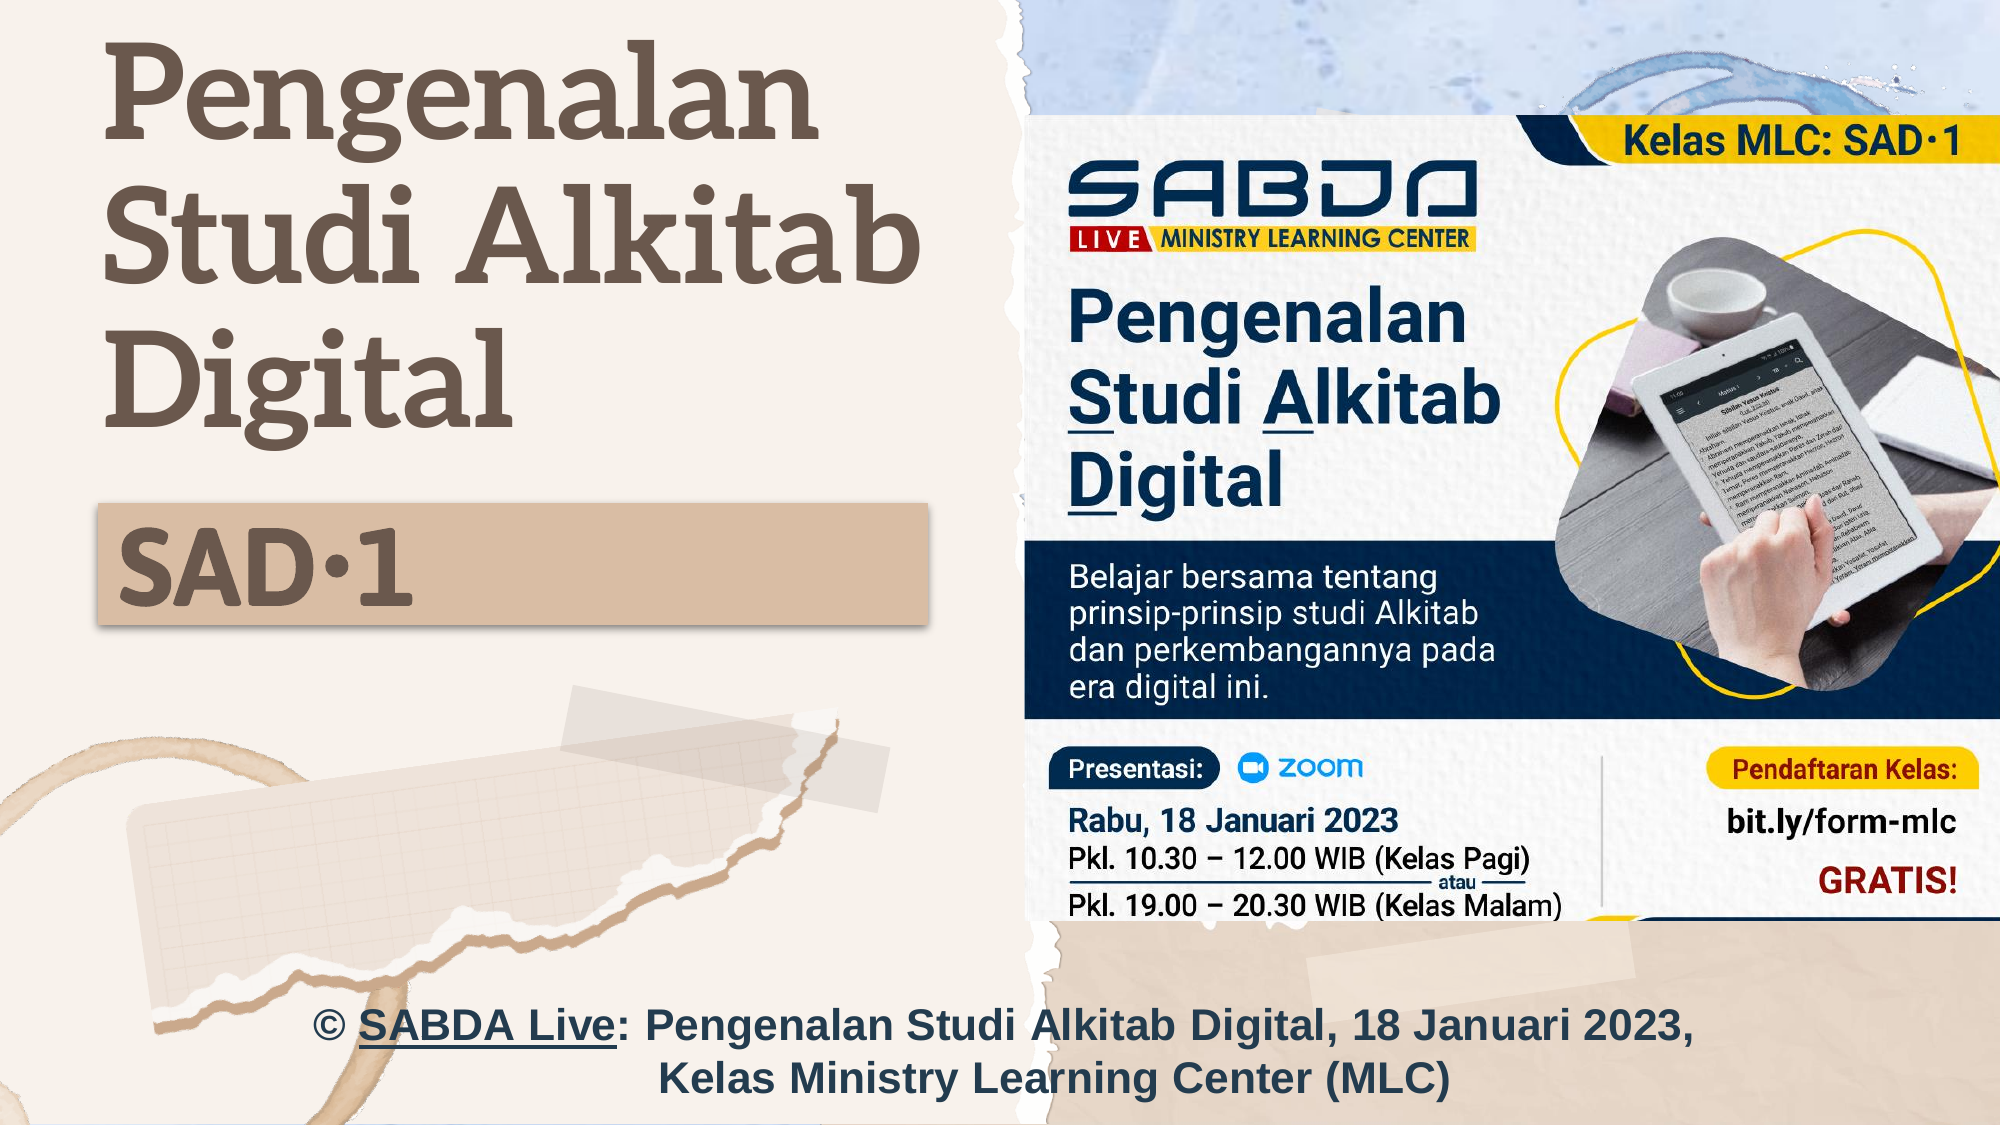 Pengenalan
Studi Alkitab
Digital
SAD•1
Kelas MLC: SAD•1
SABDA
LIVE MINISTRY LEARNING CENTER
Pengenalan
Studi Alkitab
Digital
Belajar bersama tentang
prinsip-prinsip studi Alkitab
dan perkembangannya pada
era digital ini.
Presentasi: zoom
Rabu, 18 Januari 2023
Pkl. 10.30 – 12.00 WIB (Kelas Pagi)
atau
Pkl. 19.00 – 20.30 WIB (Kelas Malam)
Pendaftaran Kelas:
bit.ly/form-mlc
GRATIS!
© SABDA Live: Pengenalan Studi Alkitab Digital, 18 Januari 2023,
Kelas Ministry Learning Center (MLC)